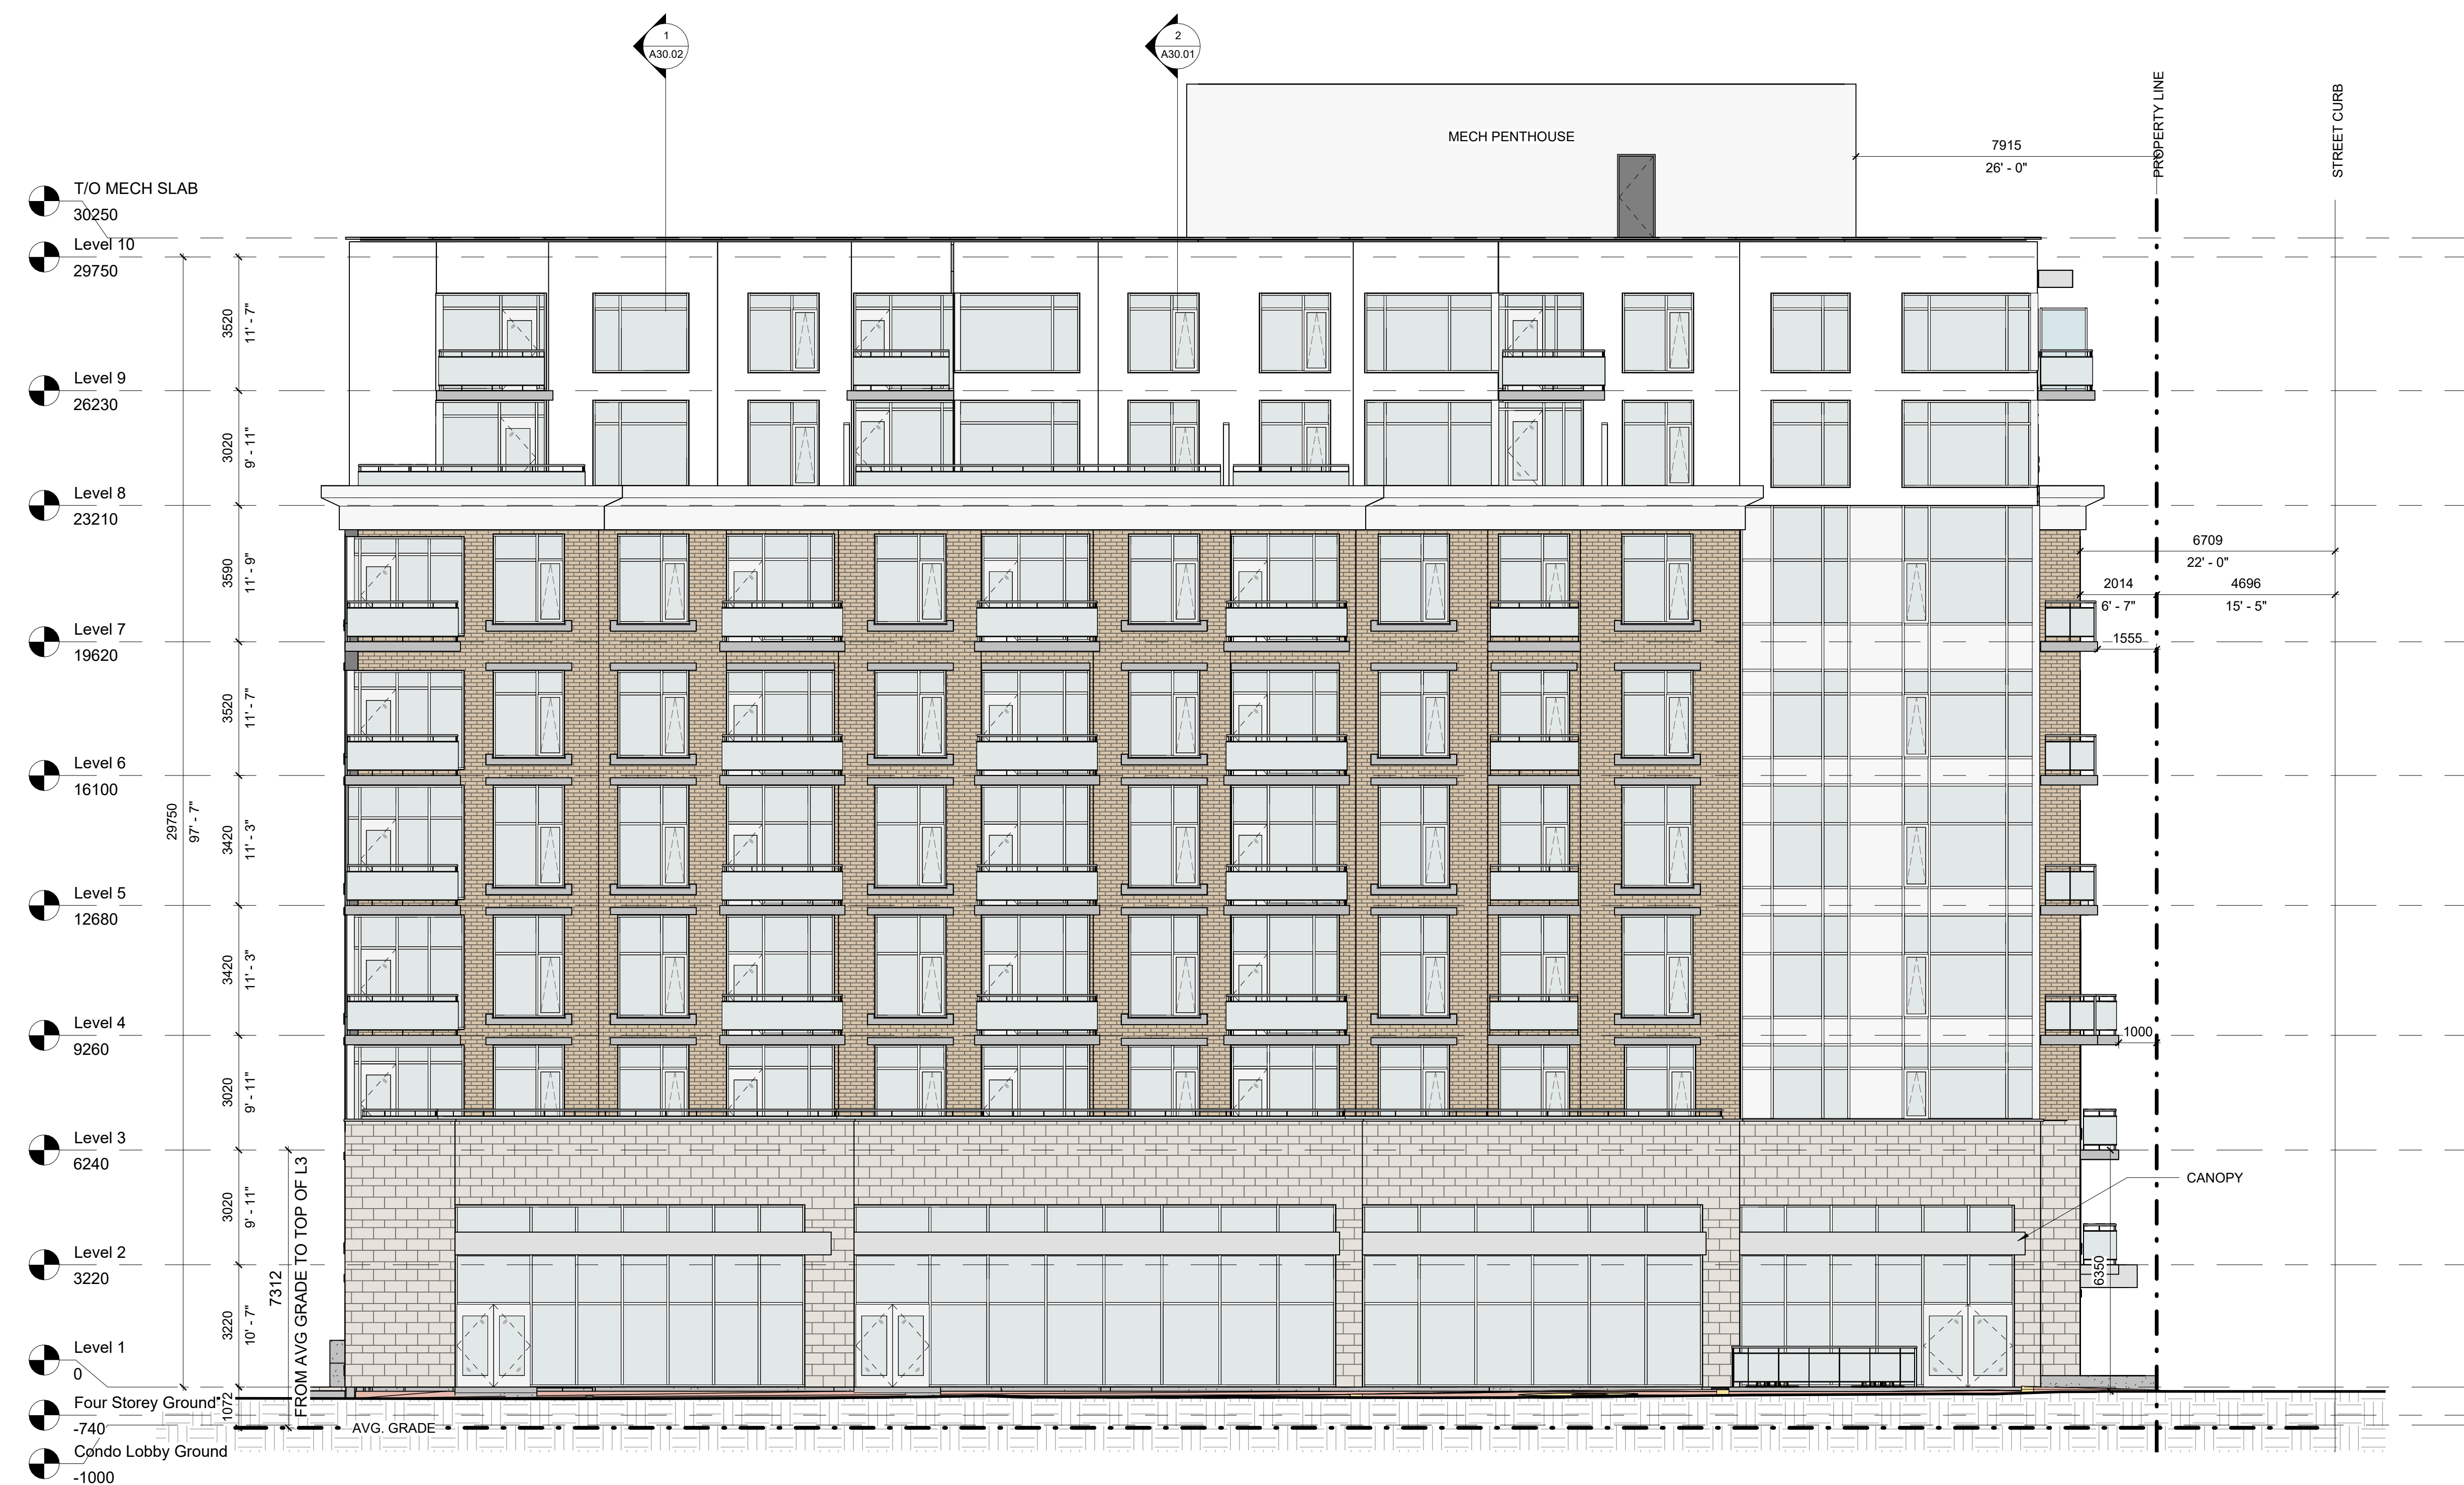 1
A30.02
2
A30.01
MECH PENTHOUSE
7915
26' - 0"
PROPERTY LINE
STREET CURB
T/O MECH SLAB
30250
Level 10
29750
3520
11' - 7"
Level 9
26230
3020
9' - 11"
Level 8
23210
3590
11' - 9"
6709
22' - 0"
2014
6' - 7"
4696
15' - 5"
Level 7
19620
1555
3520
11' - 7"
Level 6
16100
29750
97' - 7"
3420
11' - 3"
Level 5
12680
3420
11' - 3"
Level 4
9260
1000
3020
9' - 11"
Level 3
6240
CANOPY
3020
9' - 11"
Level 2
3220
6350
7312
FROM AVG GRADE TO TOP OF L3
3220
10' - 7"
Level 1
0
Four Storey Ground
-740
1072
AVG. GRADE
Condo Lobby Ground
-1000